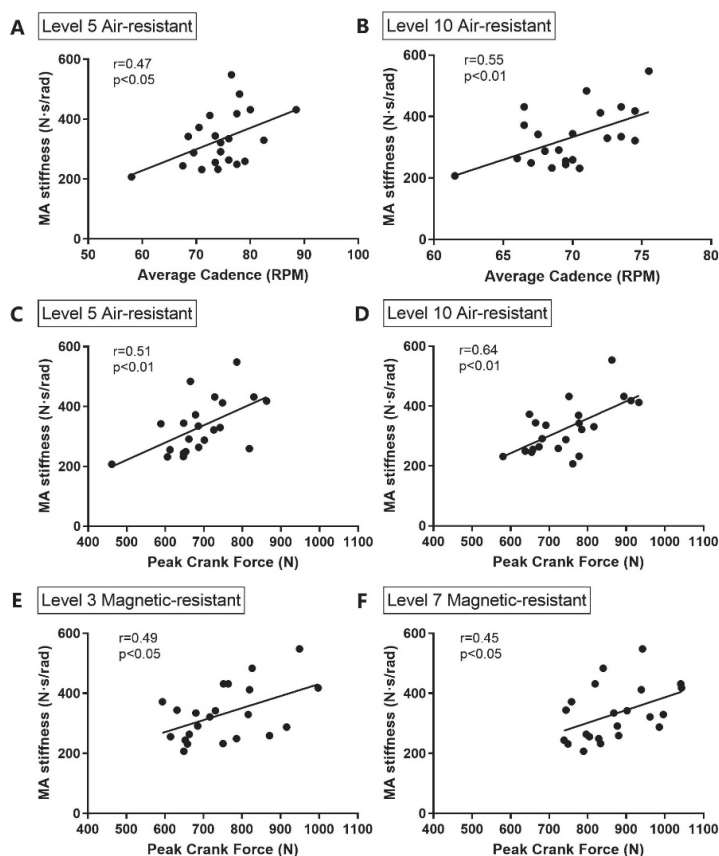 A Level 5 Air-resistant
r=0.47
p<0.05
MA stiffness (N·s/rad)
600
400
200
0
50 60 70 80 90 100
Average Cadence (RPM)
B Level 10 Air-resistant
r=0.55
p<0.01
MA stiffness (N·s/rad)
600
400
200
0
60 65 70 75 80
Average Cadence (RPM)
C Level 5 Air-resistant
r=0.51
p<0.01
MA stiffness (N·s/rad)
600
400
200
0
400 500 600 700 800 900 1000 1100
Peak Crank Force (N)
D Level 10 Air-resistant
r=0.64
p<0.01
MA stiffness (N·s/rad)
600
400
200
0
400 500 600 700 800 900 1000 1100
Peak Crank Force (N)
E Level 3 Magnetic-resistant
r=0.49
p<0.05
MA stiffness (N·s/rad)
600
400
200
0
400 500 600 700 800 900 1000 1100
Peak Crank Force (N)
F Level 7 Magnetic-resistant
r=0.45
p<0.05
MA stiffness (N·s/rad)
600
400
200
0
400 500 600 700 800 900 1000 1100
Peak Crank Force (N)